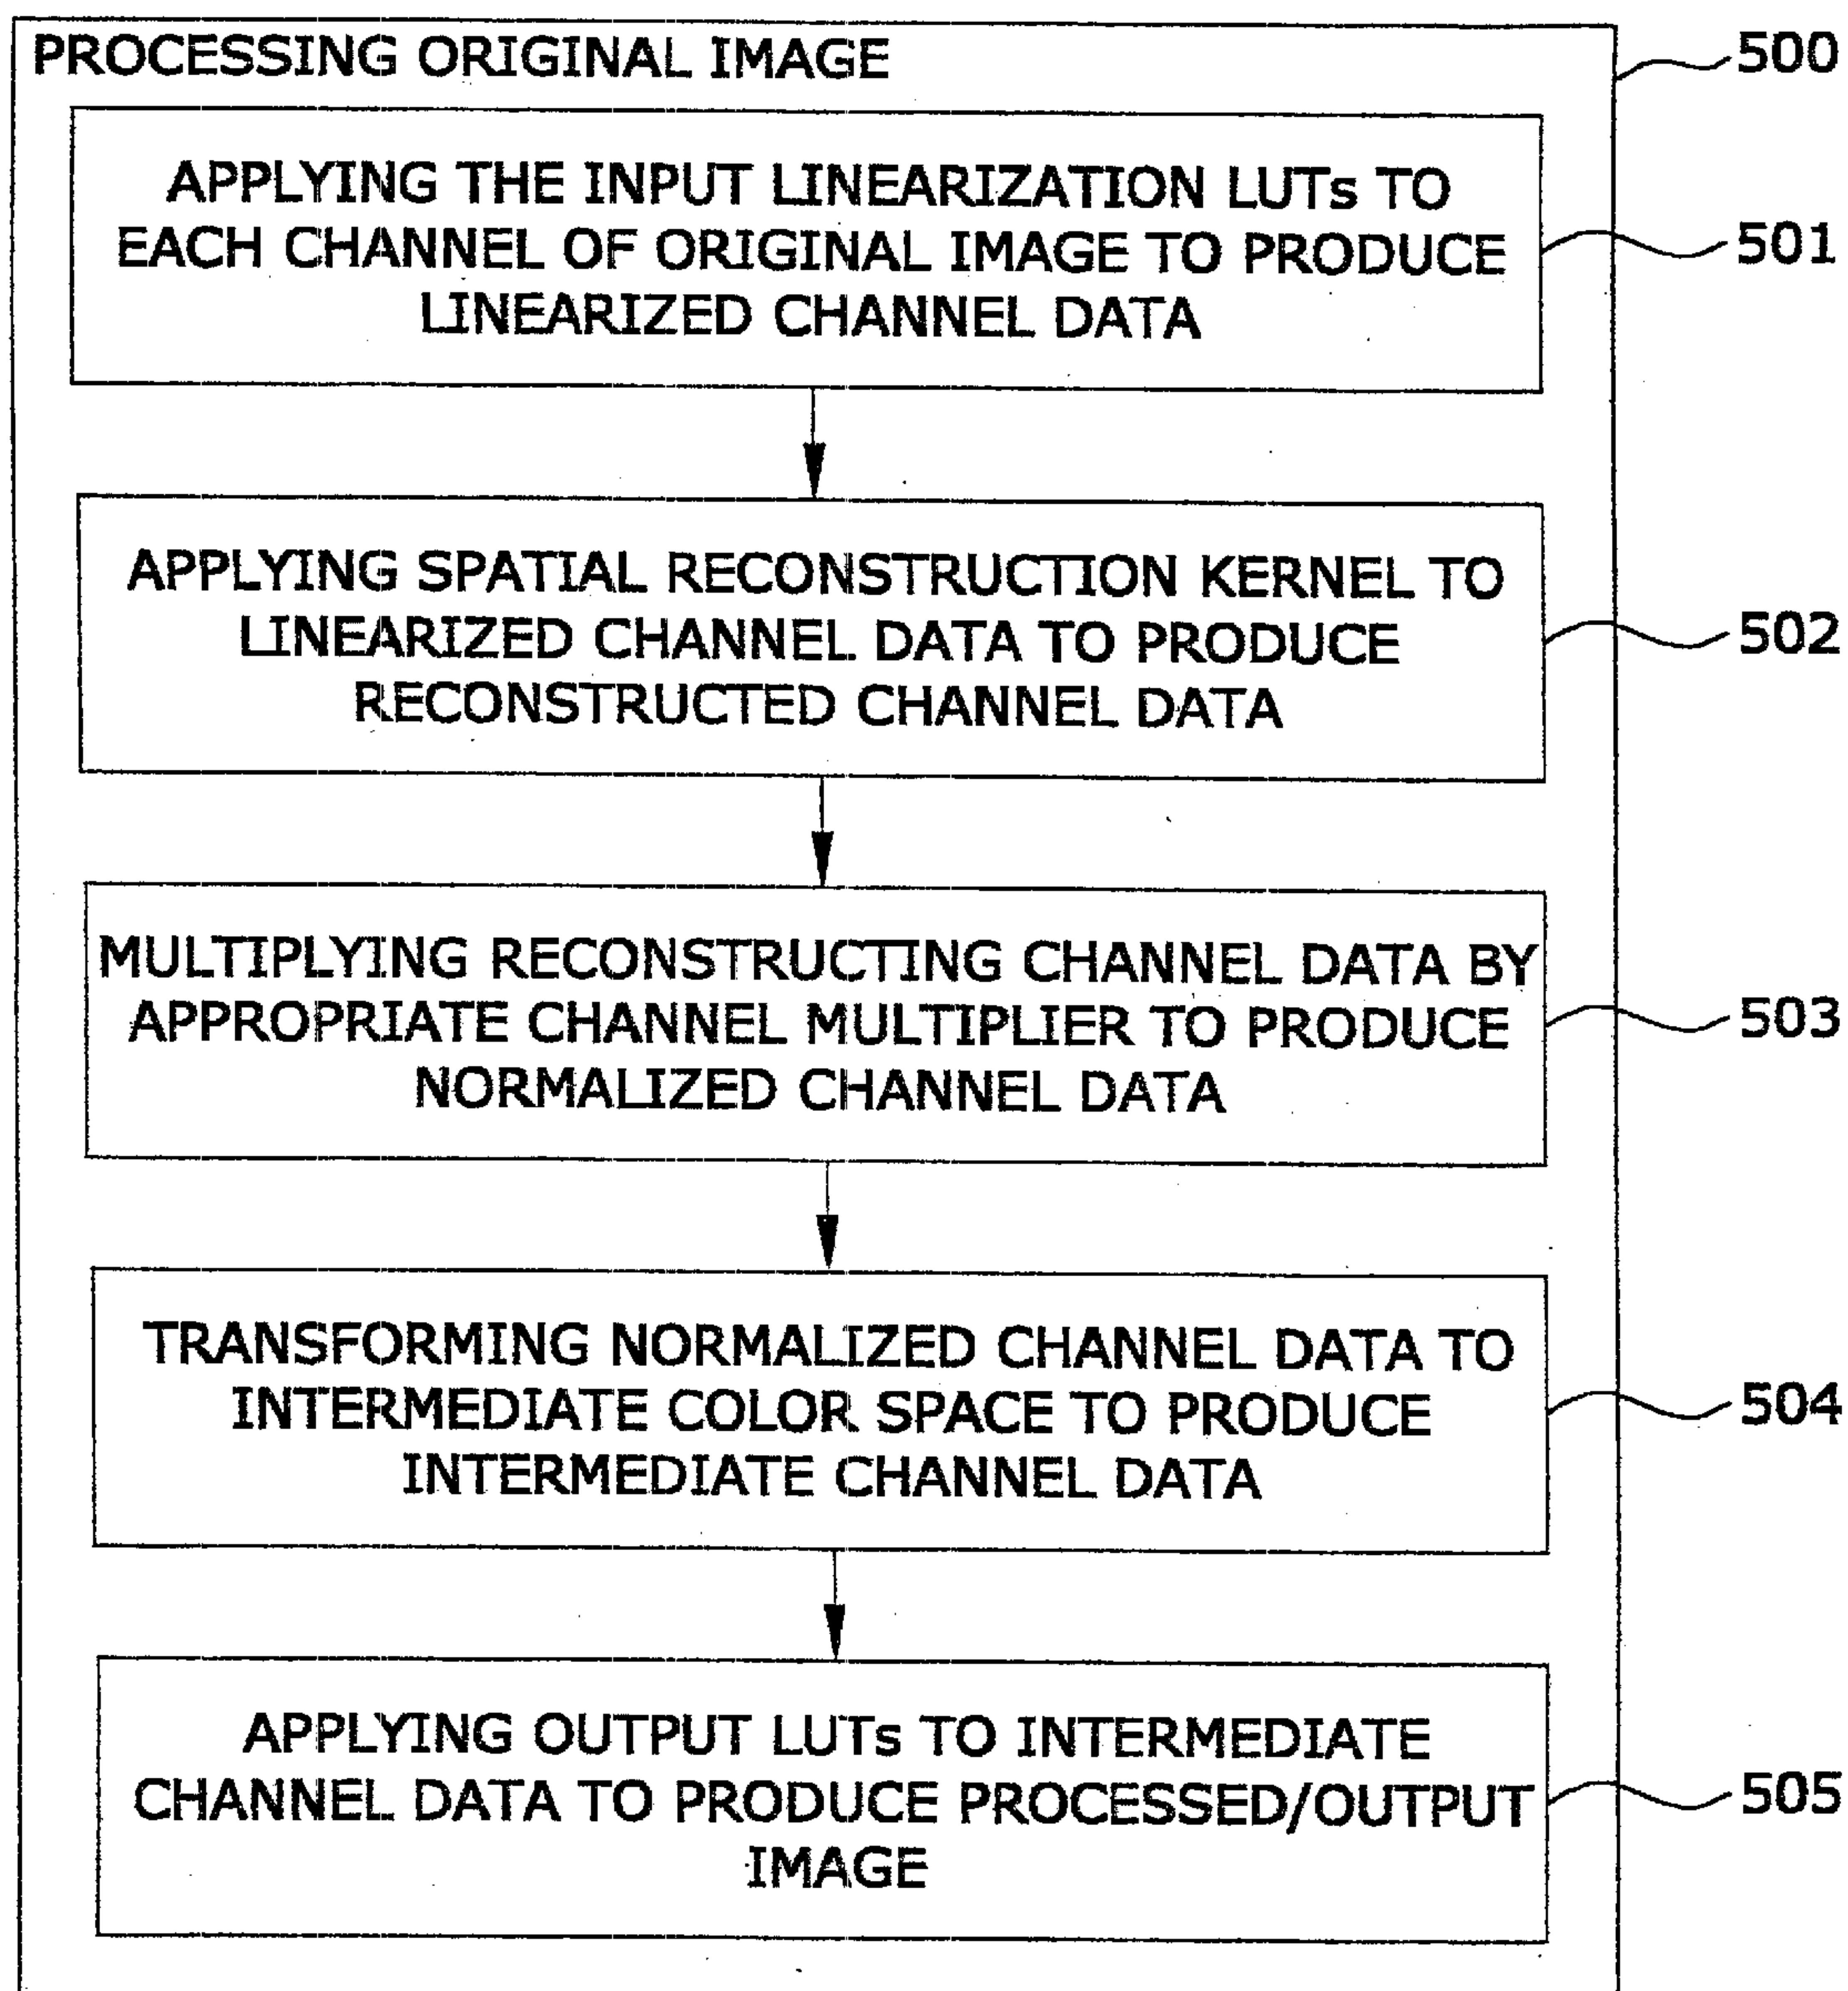 PROCESSING ORIGINAL IMAGE
500
APPLYING THE INPUT LINEARIZATION LUTs TO
EACH CHANNEL OF ORIGINAL IMAGE TO PRODUCE
LINEARIZED CHANNEL DATA
501
APPLYING SPATIAL RECONSTRUCTION KERNEL TO
LINEARIZED CHANNEL DATA TO PRODUCE
RECONSTRUCTED CHANNEL DATA
502
MULTIPLYING RECONSTRUCTING CHANNEL DATA BY
APPROPRIATE CHANNEL MULTIPLIER TO PRODUCE
NORMALIZED CHANNEL DATA
503
TRANSFORMING NORMALIZED CHANNEL DATA TO
INTERMEDIATE COLOR SPACE TO PRODUCE
INTERMEDIATE CHANNEL DATA
504
APPLYING OUTPUT LUTs TO INTERMEDIATE
CHANNEL DATA TO PRODUCE PROCESSED/OUTPUT
IMAGE
505